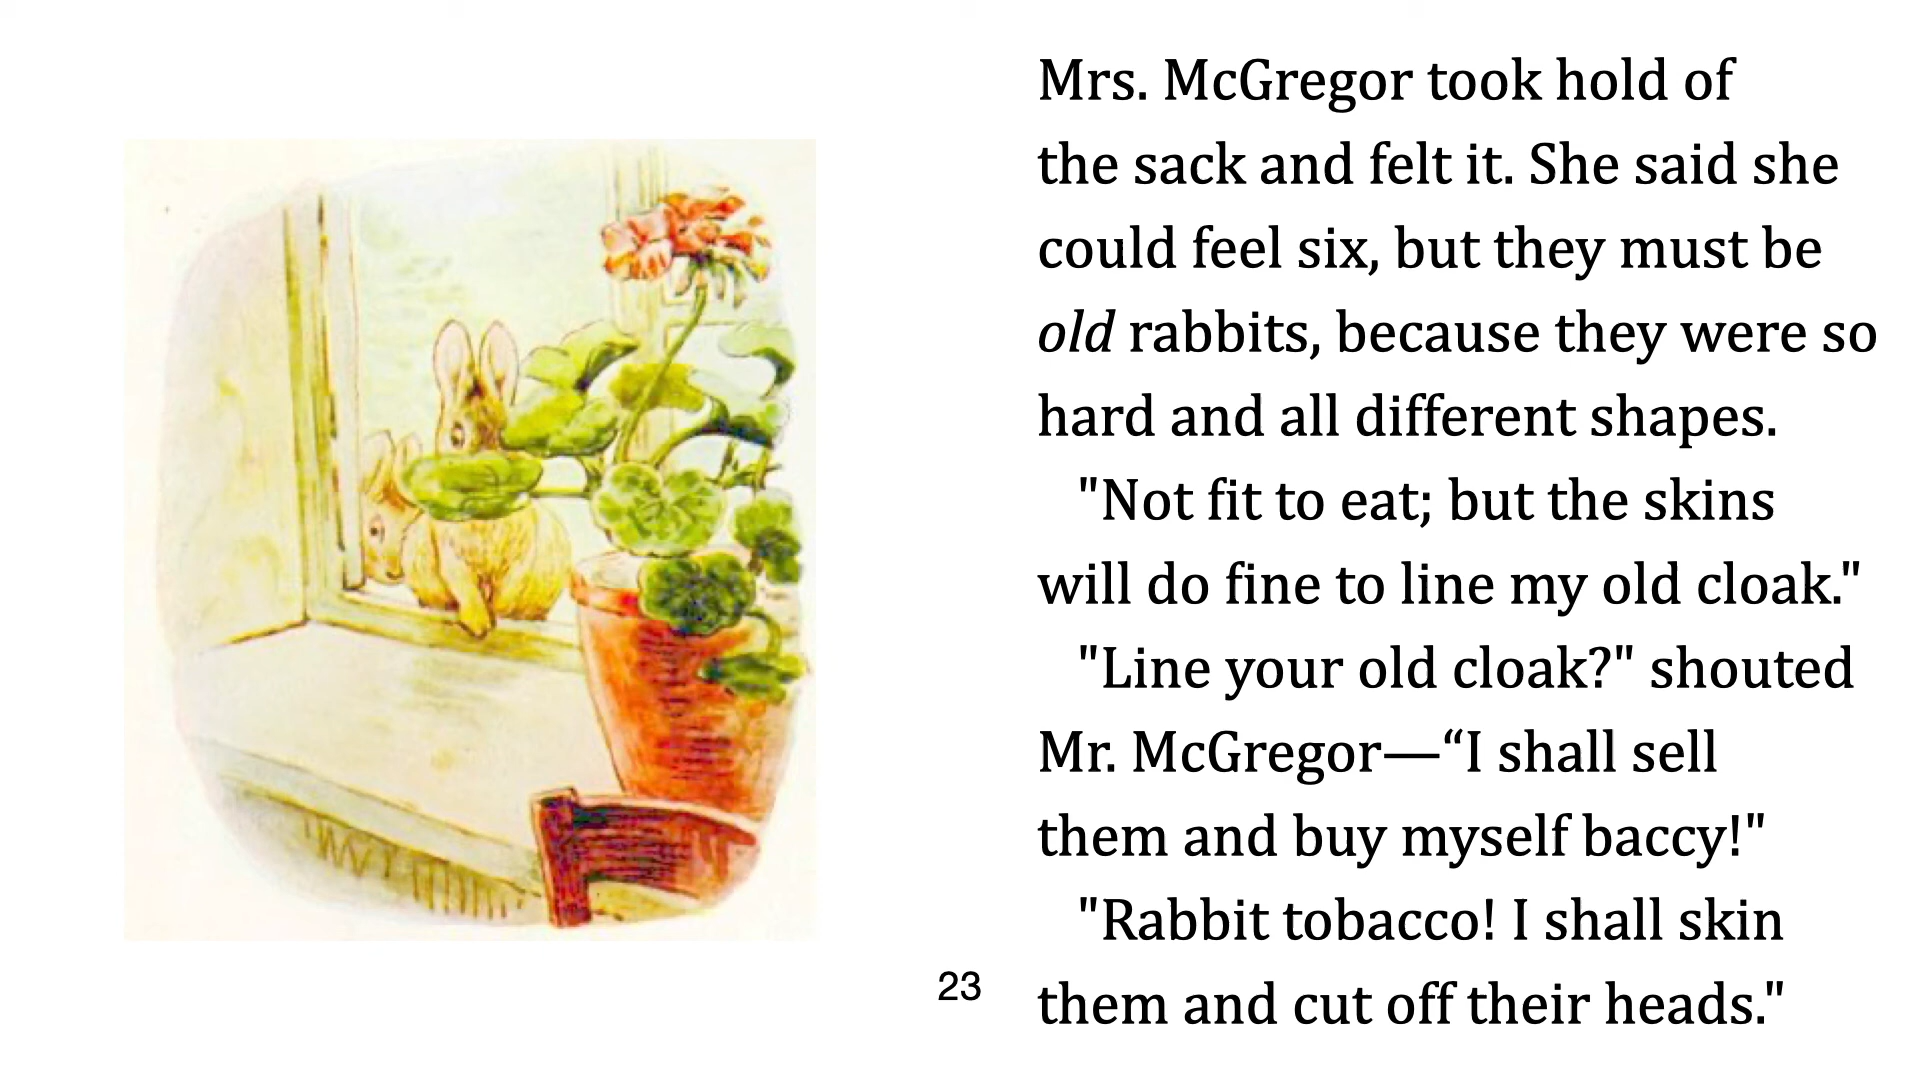 Mrs. McGregor took hold of
the sack and felt it. She said she
could feel six, but they must be
old rabbits, because they were so
hard and all different shapes.
"Not fit to eat; but the skins
will do fine to line my old cloak."
"Line your old cloak?" shouted
Mr. McGregor—“I shall sell
them and buy myself baccy!"
"Rabbit tobacco! I shall skin
them and cut off their heads."
23